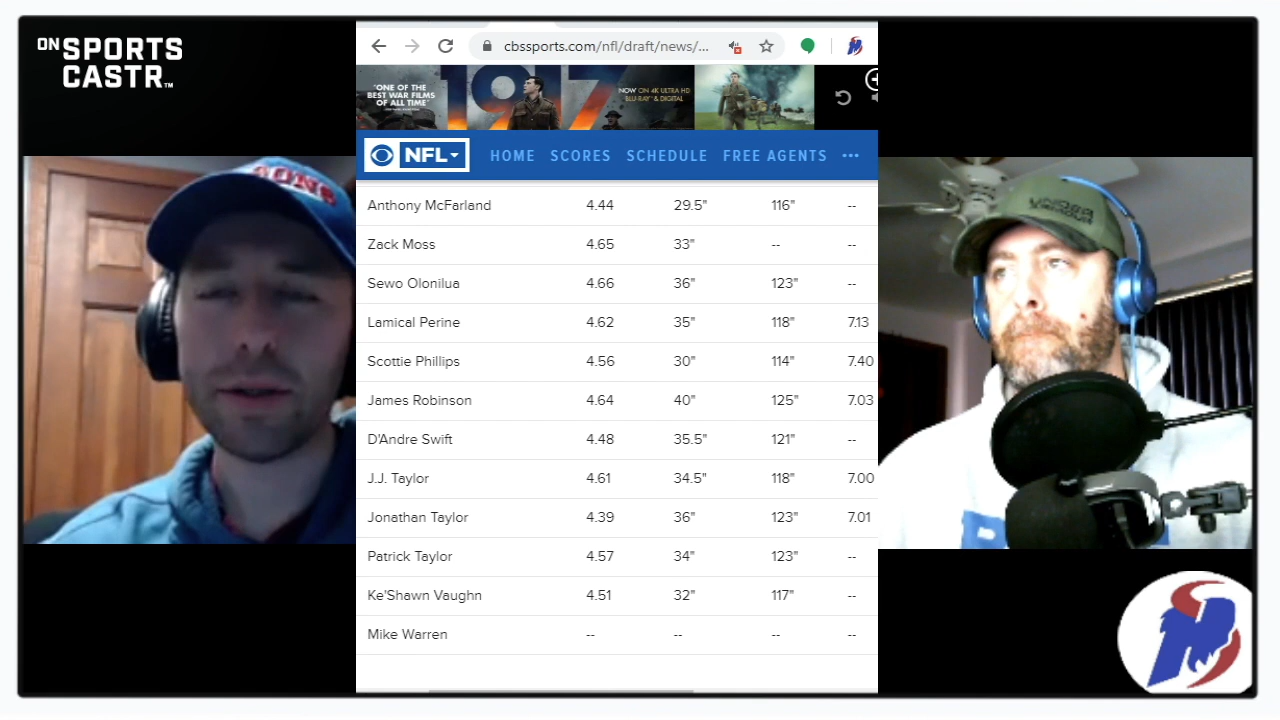 ON SPORTS
CASTR™
cbssports.com/nfl/draft/news/...
"ONE OF THE
BEST WAR FILMS
OF ALL TIME"
1917
NOW ON 4K ULTRA HD
BLU-RAY & DIGITAL
NFL
HOME SCORES SCHEDULE FREE AGENTS ...
Anthony McFarland 4.44 29.5" 116" --
Zack Moss 4.65 33" -- --
Sewo Olonilua 4.66 36" 123" --
Lamical Perine 4.62 35" 118" 7.13
Scottie Phillips 4.56 30" 114" 7.40
James Robinson 4.64 40" 125" 7.03
D'Andre Swift 4.48 35.5" 121" --
J.J. Taylor 4.61 34.5" 118" 7.00
Jonathan Taylor 4.39 36" 123" 7.01
Patrick Taylor 4.57 34" 123" --
Ke'Shawn Vaughn 4.51 32" 117" --
Mike Warren -- -- -- --
UNDER
ARMOUR